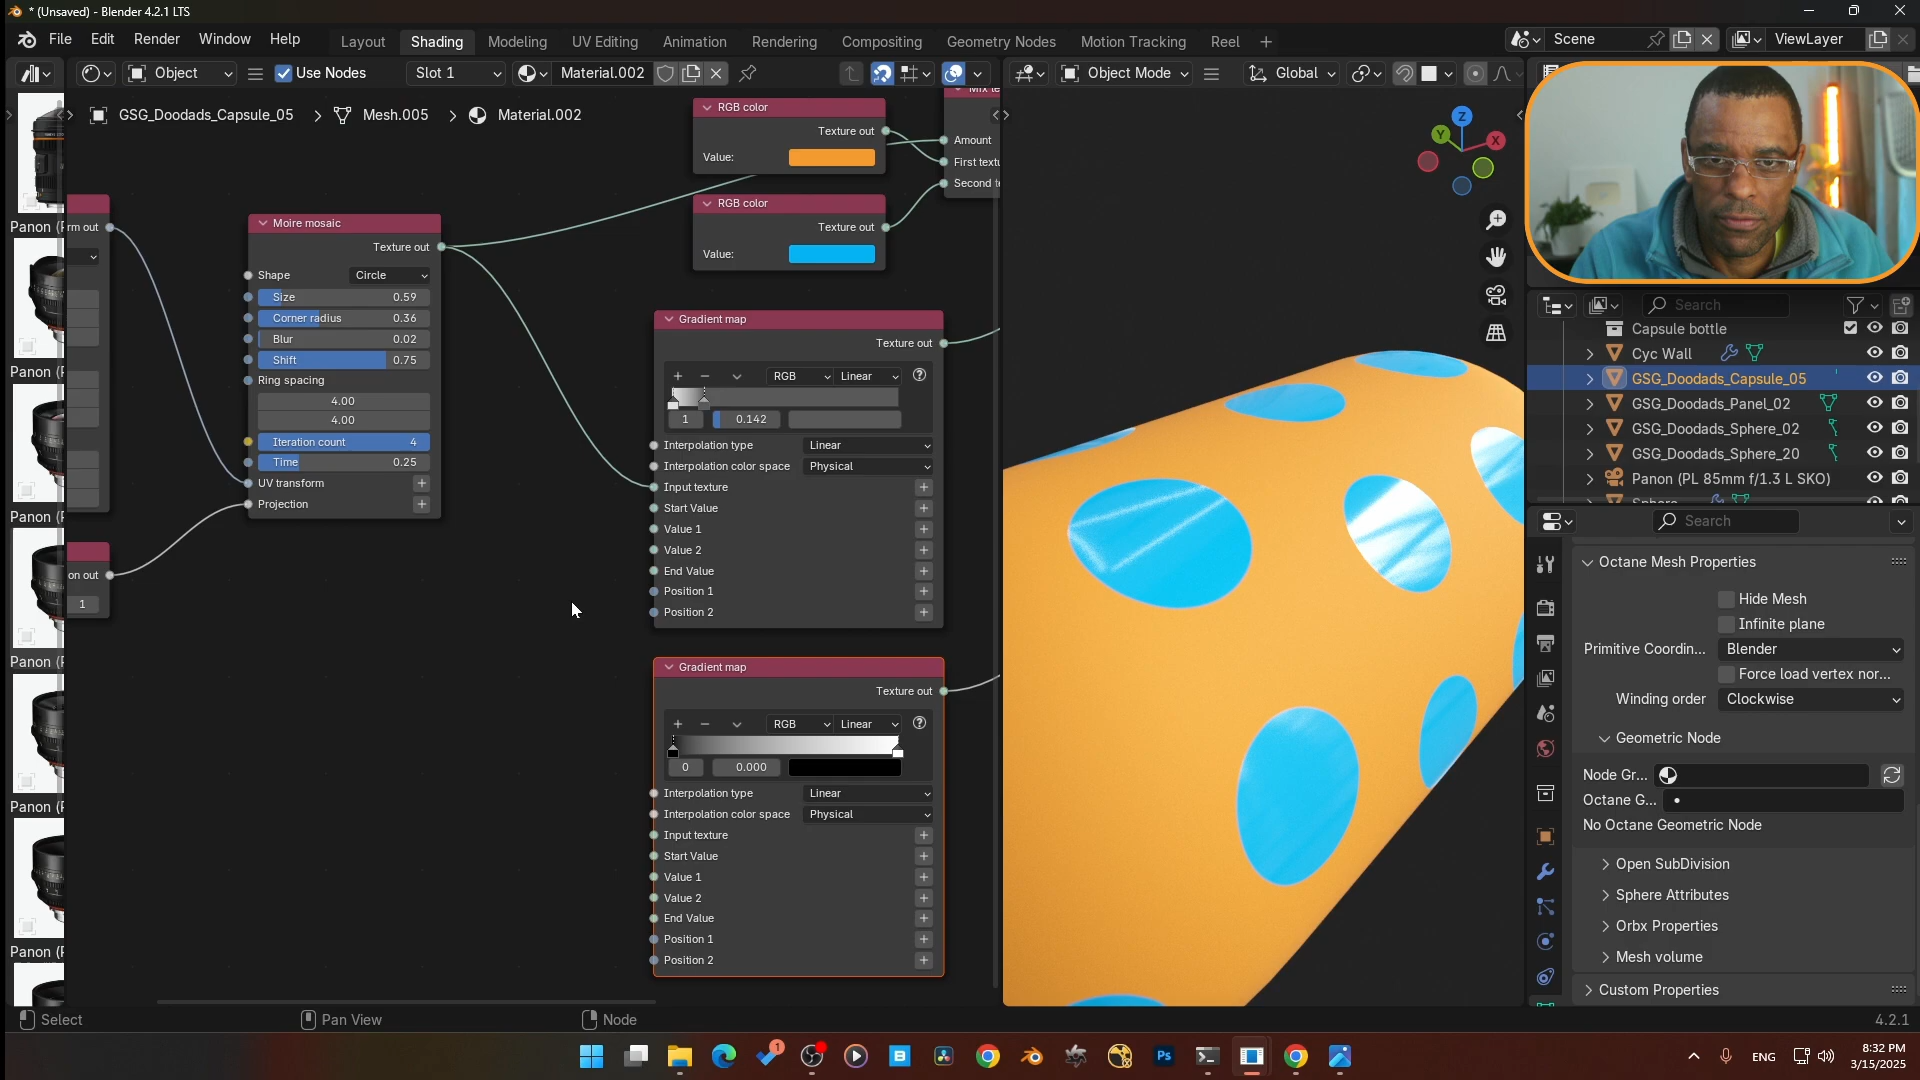 * (Unsaved) - Blender 4.2.1 LTS
File Edit Render Window Help
Layout Shading Modeling UV Editing Animation Rendering Compositing Geometry Nodes Motion Tracking Reel +
Scene
ViewLayer
Object
Use Nodes
Slot 1
Material.002
Object Mode
Global
GSG_Doodads_Capsule_05 > Mesh.005 > Material.002
Panon (F
Panon (F
Panon (F
Panon (F
Panon (F
Panon (F
rm out
on out
1
Moire mosaic
Texture out
Shape Circle
Size 0.59
Corner radius 0.36
Blur 0.02
Shift 0.75
Ring spacing
4.00
4.00
Iteration count 4
Time 0.25
UV transform +
Projection +
RGB color
Texture out
Value:
RGB color
Texture out
Value:
Mix te
Amount
First textu
Second te
Gradient map
Texture out
+ − RGB Linear
1 0.142
Interpolation type Linear
Interpolation color space Physical
Input texture +
Start Value +
Value 1 +
Value 2 +
End Value +
Position 1 +
Position 2 +
Gradient map
Texture out
+ − RGB Linear
0 0.000
Interpolation type Linear
Interpolation color space Physical
Input texture +
Start Value +
Value 1 +
Value 2 +
End Value +
Position 1 +
Position 2 +
Z
Y
X
Search
Capsule bottle
Cyc Wall
GSG_Doodads_Capsule_05
GSG_Doodads_Panel_02
GSG_Doodads_Sphere_02
GSG_Doodads_Sphere_20
Panon (PL 85mm f/1.3 L SKO)
Sphere
Search
Octane Mesh Properties
Hide Mesh
Infinite plane
Primitive Coordin... Blender
Force load vertex nor...
Winding order Clockwise
Geometric Node
Node Gr...
Octane G...
No Octane Geometric Node
Open SubDivision
Sphere Attributes
Orbx Properties
Mesh volume
Custom Properties
Select
Pan View
Node
4.2.1
1
Ps
ENG
8:32 PM
3/15/2025